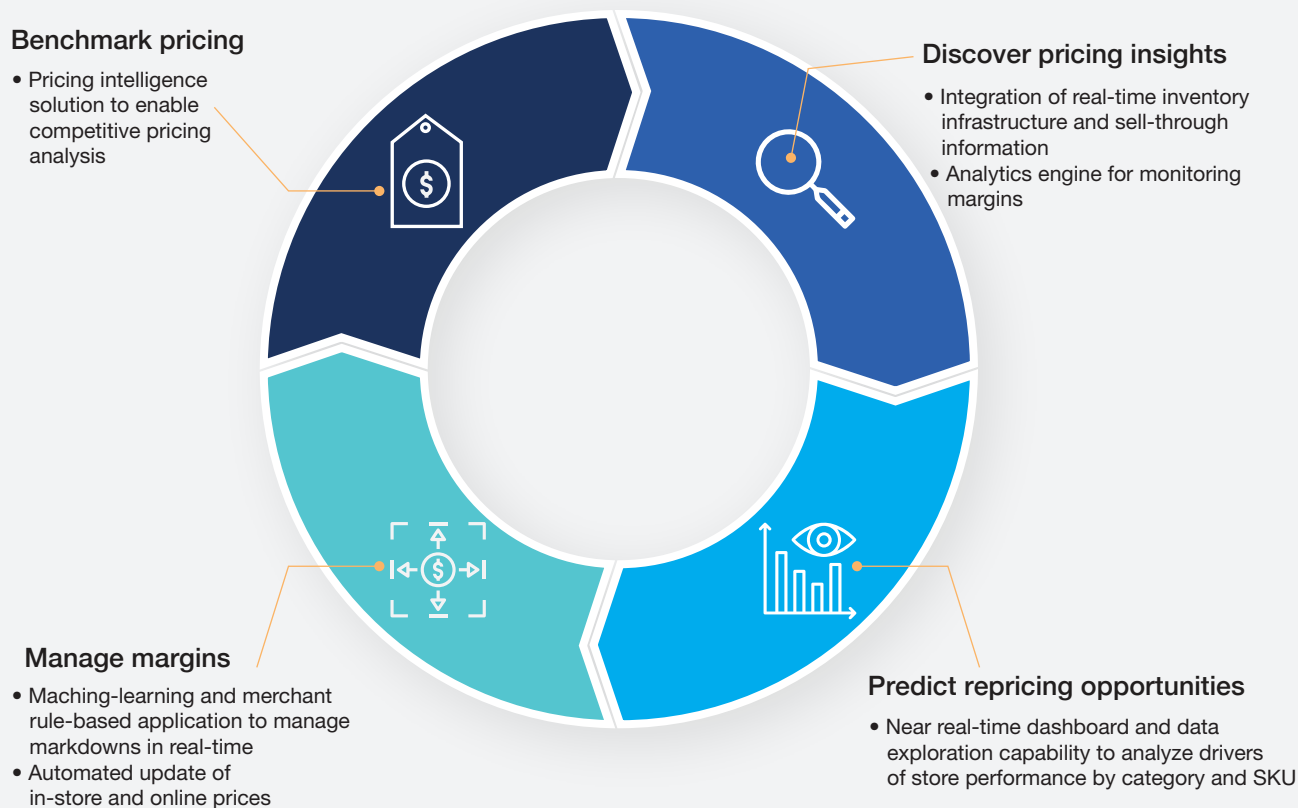 Benchmark pricing
• Pricing intelligence
solution to enable
competitive pricing
analysis
Discover pricing insights
• Integration of real-time inventory
infrastructure and sell-through
information
• Analytics engine for monitoring
margins
$
$
Manage margins
• Maching-learning and merchant
rule-based application to manage
markdowns in real-time
• Automated update of
in-store and online prices
Predict repricing opportunities
• Near real-time dashboard and data
exploration capability to analyze drivers
of store performance by category and SKU